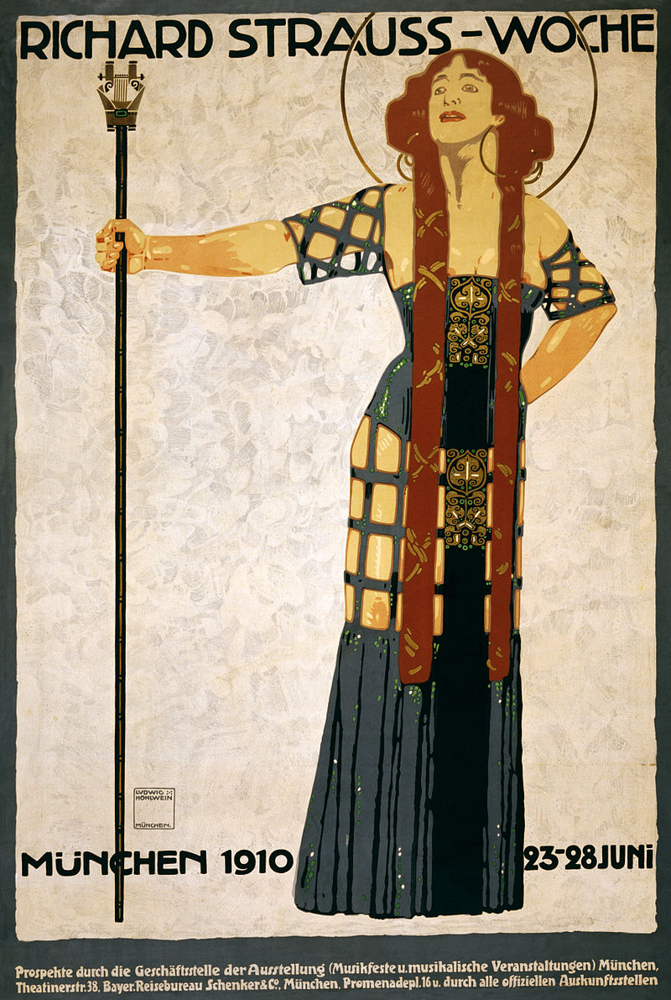 RICHARD STRAUSS-WOCHE
LVDWIG
HOHLWEIN
MÜNCHEN.
MÜNCHEN 1910 23-28 JUNi
Prospekte durch die Geschäftsstelle der Ausstellung (Musikfeste u. musikalische Veranstaltungen) München,
Theatinerstr. 38, Bayer. Reisebureau Schenker & Co., München, Promenadepl. 16 u. durch alle offiziellen Auskunftsstellen